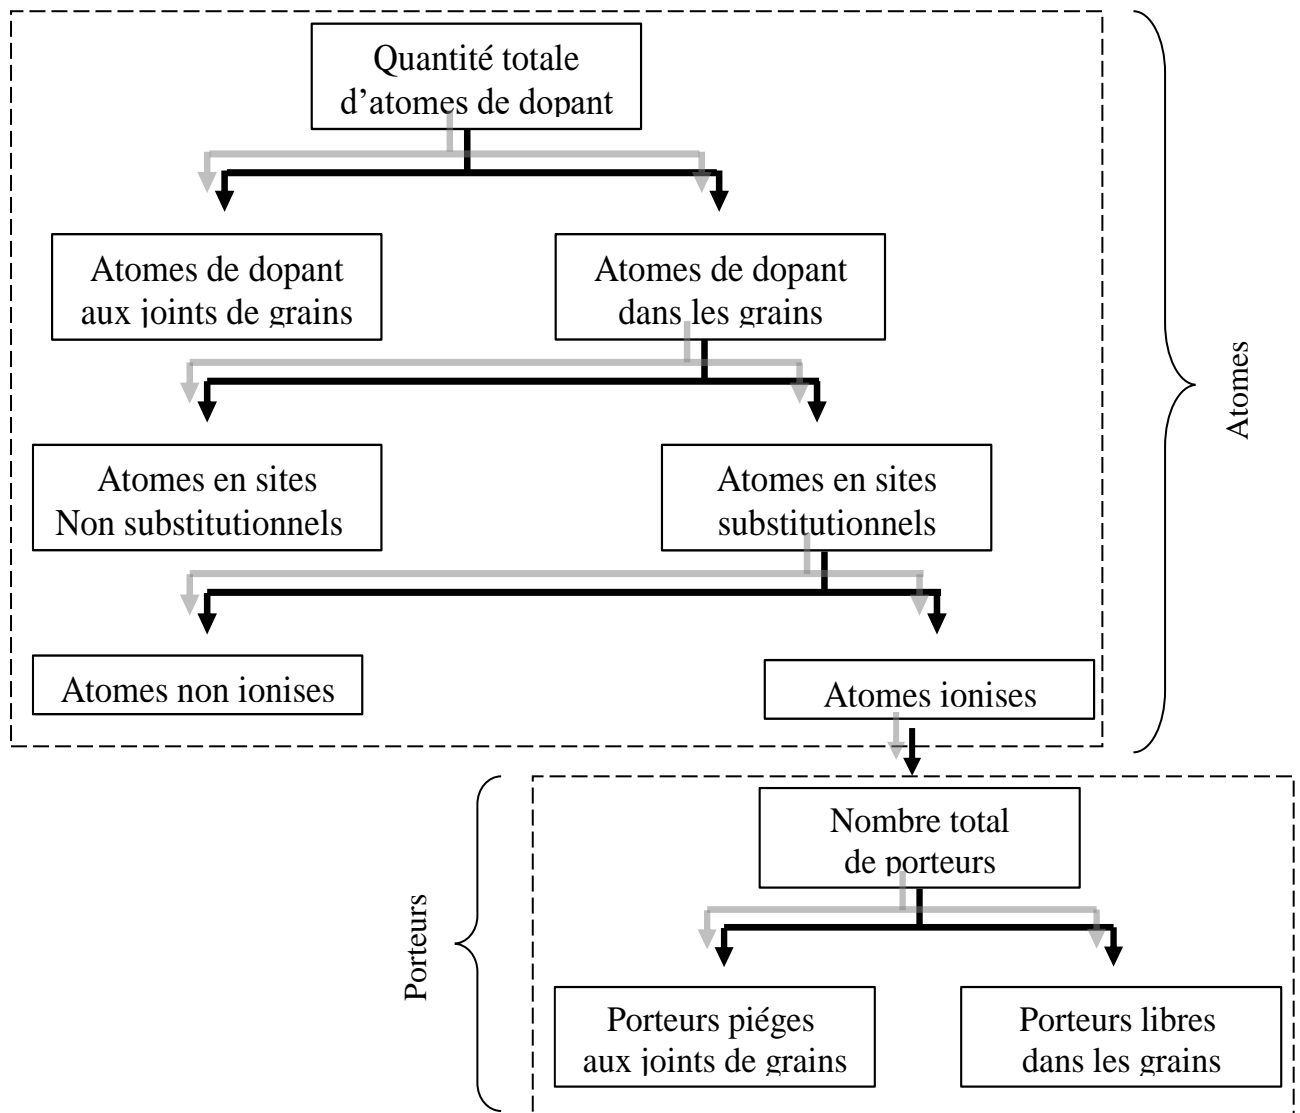 Quantité totale
d’atomes de dopant
Atomes de dopant
aux joints de grains
Atomes de dopant
dans les grains
Atomes en sites
Non substitutionnels
Atomes en sites
substitutionnels
Atomes non ionises
Atomes ionises
Atomes
Nombre total
de porteurs
Porteurs
Porteurs piéges
aux joints de grains
Porteurs libres
dans les grains